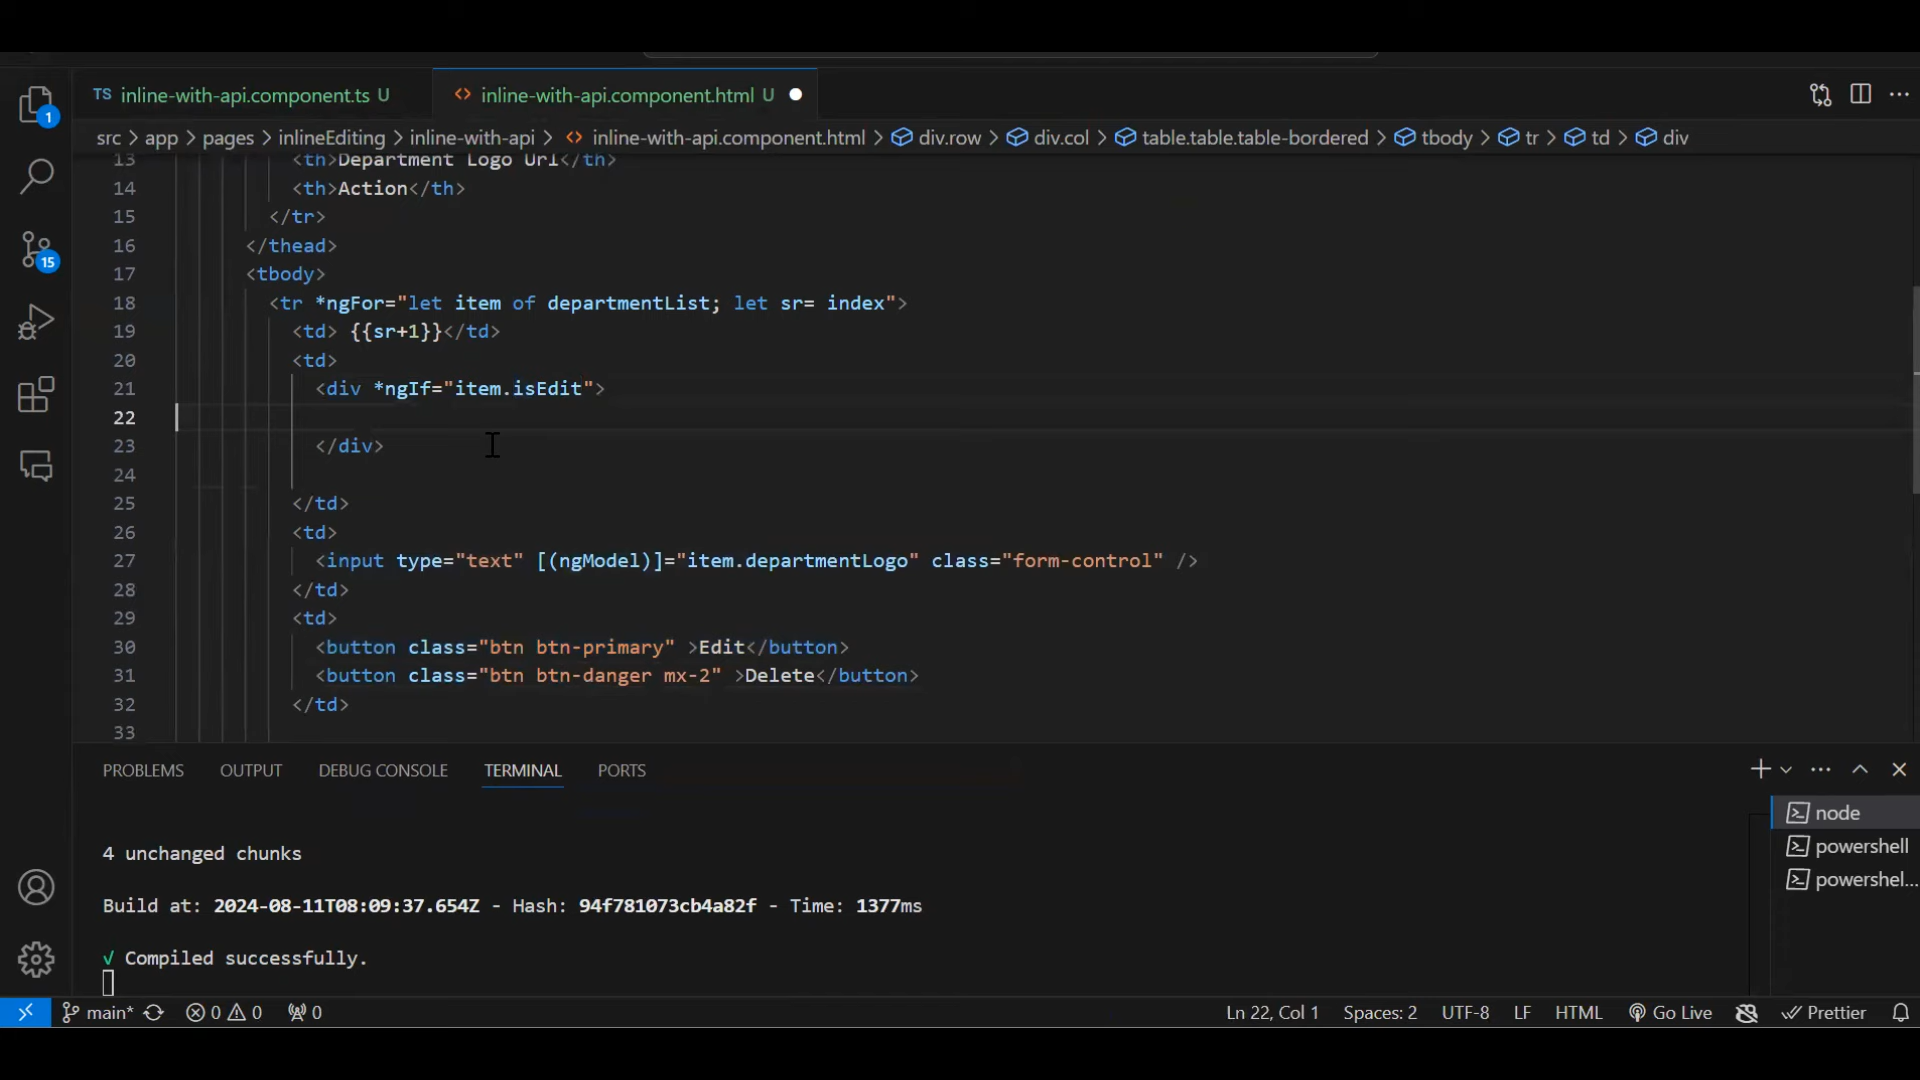 TS inline-with-api.component.ts U
<> inline-with-api.component.html U
src > app > pages > inlineEditing > inline-with-api > <> inline-with-api.component.html > div.row > div.col > table.table.table-bordered > tbody > tr > td > div
13 <th>Department Logo Url</th>
14 <th>Action</th>
15 </tr>
16 </thead>
17 <tbody>
18 <tr *ngFor="let item of departmentList; let sr= index">
19 <td> {{sr+1}}</td>
20 <td>
21 <div *ngIf="item.isEdit">
22
23 </div>
24
25 </td>
26 <td>
27 <input type="text" [(ngModel)]="item.departmentLogo" class="form-control" />
28 </td>
29 <td>
30 <button class="btn btn-primary" >Edit</button>
31 <button class="btn btn-danger mx-2" >Delete</button>
32 </td>
33
1
15
PROBLEMS OUTPUT DEBUG CONSOLE TERMINAL PORTS
4 unchanged chunks
Build at: 2024-08-11T08:09:37.654Z - Hash: 94f781073cb4a82f - Time: 1377ms
√ Compiled successfully.
node
powershell
powershel...
main* 0 0 0 Ln 22, Col 1 Spaces: 2 UTF-8 LF HTML Go Live Prettier